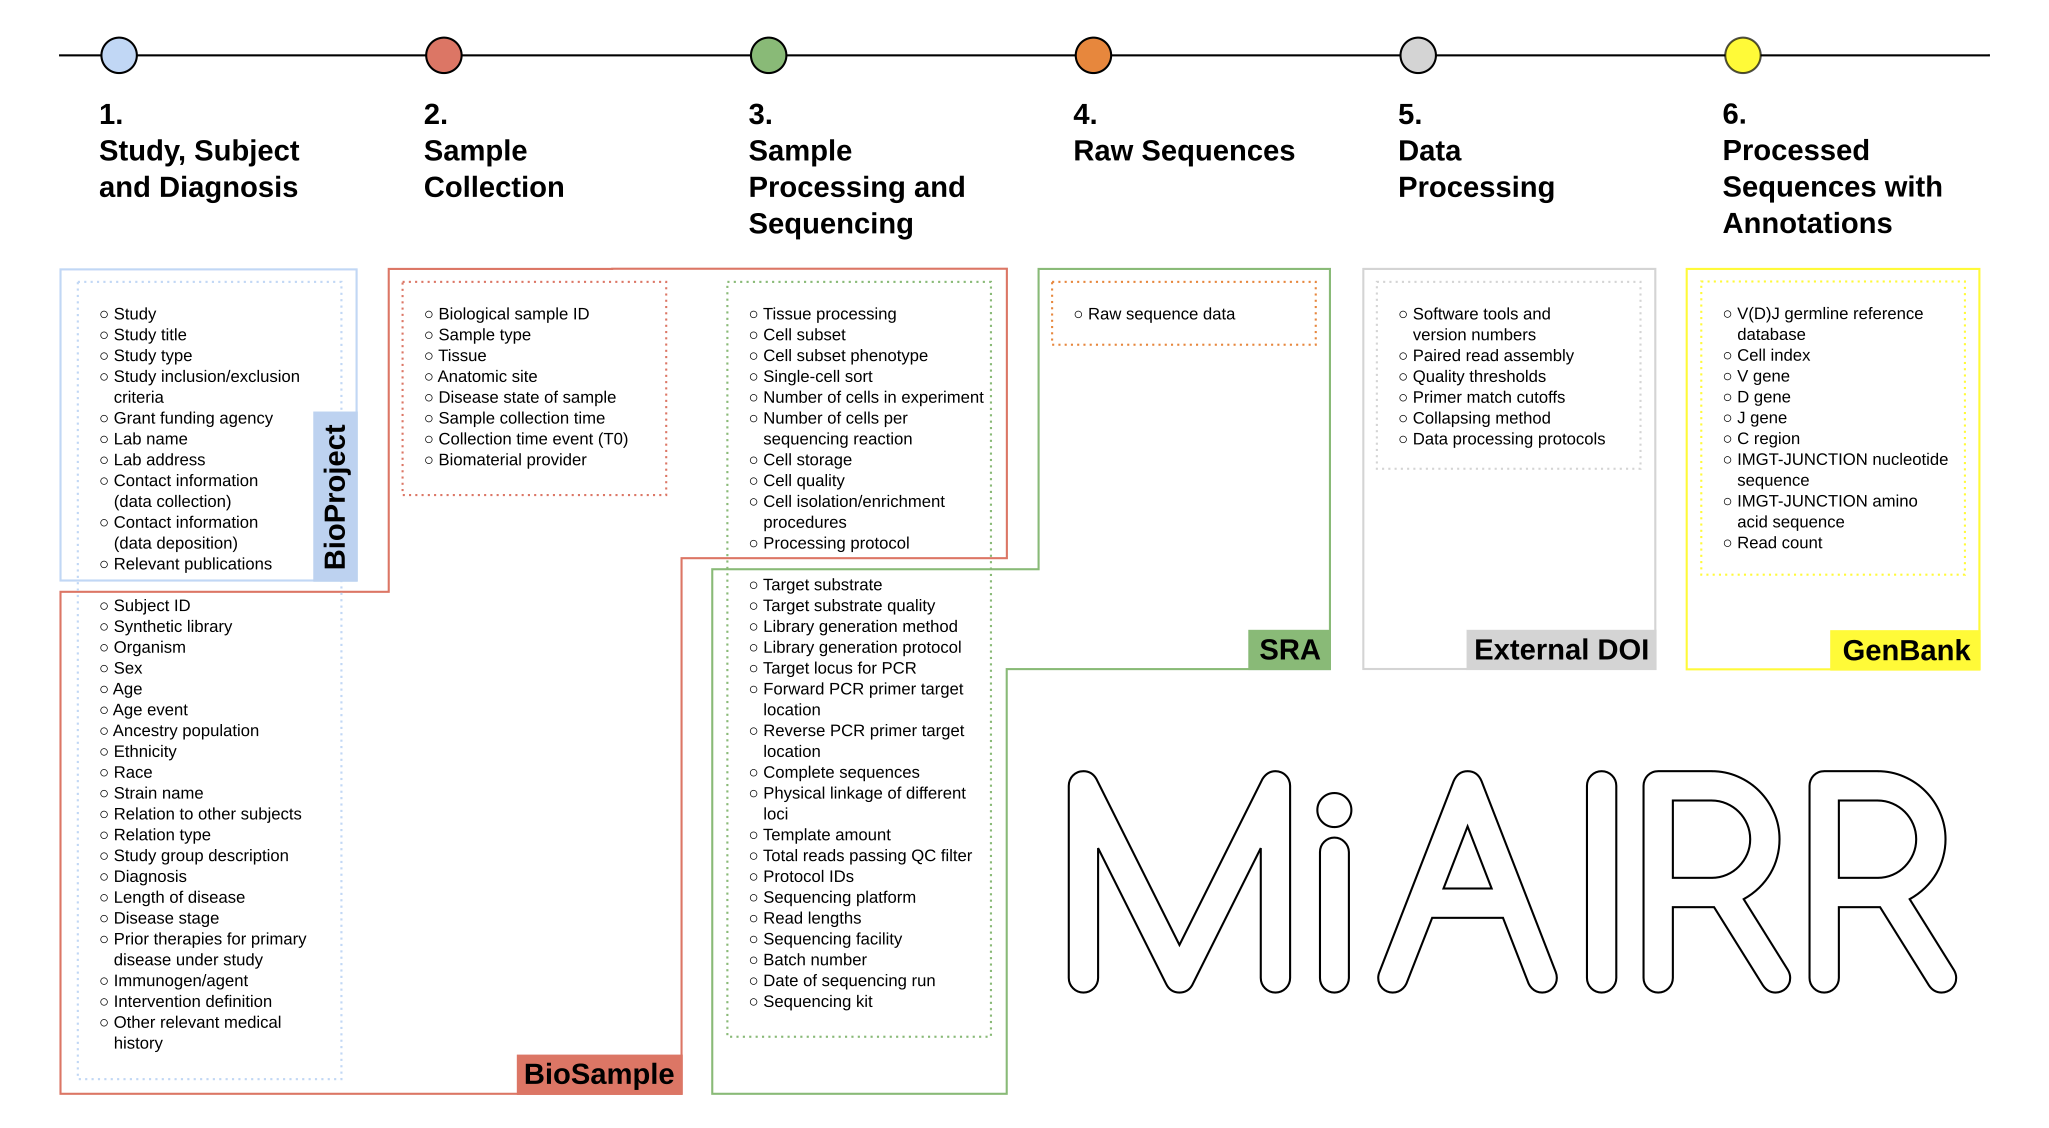 1.
Study, Subject
and Diagnosis
2.
Sample
Collection
3.
Sample
Processing and
Sequencing
4.
Raw Sequences
5.
Data
Processing
6.
Processed
Sequences with
Annotations
○ Study
○ Study title
○ Study type
○ Study inclusion/exclusion
criteria
○ Grant funding agency
○ Lab name
○ Lab address
○ Contact information
(data collection)
○ Contact information
(data deposition)
○ Relevant publications
BioProject
○ Subject ID
○ Synthetic library
○ Organism
○ Sex
○ Age
○ Age event
○ Ancestry population
○ Ethnicity
○ Race
○ Strain name
○ Relation to other subjects
○ Relation type
○ Study group description
○ Diagnosis
○ Length of disease
○ Disease stage
○ Prior therapies for primary
disease under study
○ Immunogen/agent
○ Intervention definition
○ Other relevant medical
history
○ Biological sample ID
○ Sample type
○ Tissue
○ Anatomic site
○ Disease state of sample
○ Sample collection time
○ Collection time event (T0)
○ Biomaterial provider
BioSample
○ Tissue processing
○ Cell subset
○ Cell subset phenotype
○ Single-cell sort
○ Number of cells in experiment
○ Number of cells per
sequencing reaction
○ Cell storage
○ Cell quality
○ Cell isolation/enrichment
procedures
○ Processing protocol
○ Target substrate
○ Target substrate quality
○ Library generation method
○ Library generation protocol
○ Target locus for PCR
○ Forward PCR primer target
location
○ Reverse PCR primer target
location
○ Complete sequences
○ Physical linkage of different
loci
○ Template amount
○ Total reads passing QC filter
○ Protocol IDs
○ Sequencing platform
○ Read lengths
○ Sequencing facility
○ Batch number
○ Date of sequencing run
○ Sequencing kit
○ Raw sequence data
SRA
○ Software tools and
version numbers
○ Paired read assembly
○ Quality thresholds
○ Primer match cutoffs
○ Collapsing method
○ Data processing protocols
External DOI
○ V(D)J germline reference
database
○ Cell index
○ V gene
○ D gene
○ J gene
○ C region
○ IMGT-JUNCTION nucleotide
sequence
○ IMGT-JUNCTION amino
acid sequence
○ Read count
GenBank
MiAIRR